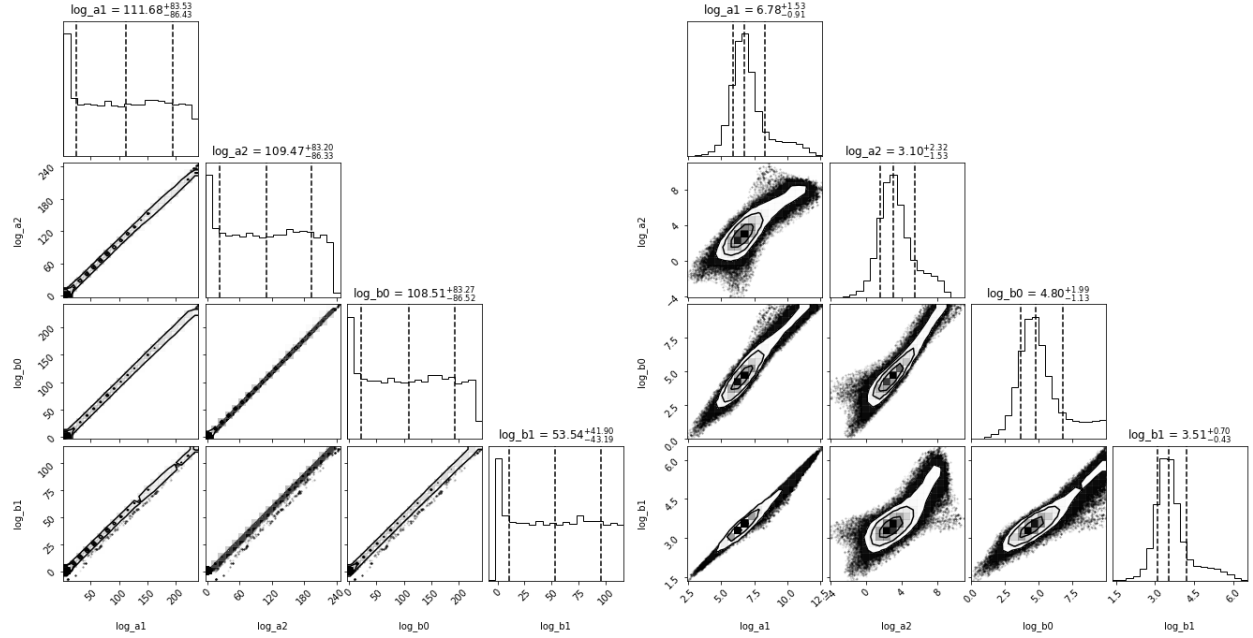 log_a1 = 111.68+83.53−86.43
log_a2 = 109.47+83.20−86.33
240
180
120
60
0
log_a2
log_b0 = 108.51+83.27−86.52
200
150
100
50
0
log_b0
log_b1 = 53.54+41.90−43.19
100
75
50
25
0
log_b1
50
100
150
200
log_a1
0
60
120
180
240
log_a2
0
50
100
150
200
log_b0
0
25
50
75
100
log_b1
log_a1 = 6.78+1.53−0.91
log_a2 = 3.10+2.32−1.53
8
4
0
−4
log_a2
log_b0 = 4.80+1.99−1.13
7.5
5.0
2.5
0.0
log_b0
log_b1 = 3.51+0.70−0.43
6.0
4.5
3.0
1.5
log_b1
2.5
5.0
7.5
10.0
12.5
log_a1
−4
0
4
8
log_a2
0.0
2.5
5.0
7.5
log_b0
1.5
3.0
4.5
6.0
log_b1